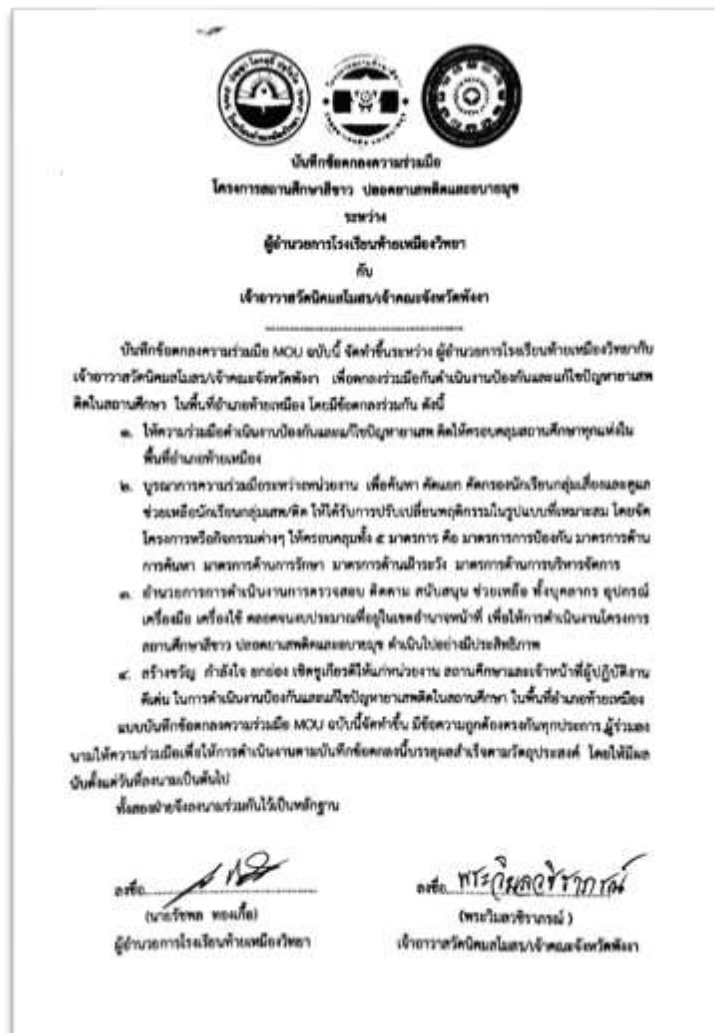 บันทึกข้อตกลงความร่วมมือ
โครงการสถานศึกษาสีขาว ปลอดยาเสพติดและอบายมุข
ระหว่าง
ผู้อำนวยการโรงเรียนท้ายเหมืองวิทยา
กับ
เจ้าอาวาสวัดนิคมสโมสร/เจ้าคณะจังหวัดพังงา
บันทึกข้อตกลงความร่วมมือ MOU ฉบับนี้ จัดทำขึ้นระหว่าง ผู้อำนวยการโรงเรียนท้ายเหมืองวิทยากับ
เจ้าอาวาสวัดนิคมสโมสร/เจ้าคณะจังหวัดพังงา เพื่อตกลงร่วมมือกันดำเนินงานป้องกันและแก้ไขปัญหายาเสพ
ติดในสถานศึกษา ในพื้นที่อำเภอท้ายเหมือง โดยมีข้อตกลงร่วมกัน ดังนี้
๑. ให้ความร่วมมือดำเนินงานป้องกันและแก้ไขปัญหายาเสพ ติดให้ครอบคลุมสถานศึกษาทุกแห่งใน
พื้นที่อำเภอท้ายเหมือง
๒. บูรณาการความร่วมมือระหว่างหน่วยงาน เพื่อค้นหา คัดแยก คัดกรองนักเรียนกลุ่มเสี่ยงและดูแล
ช่วยเหลือนักเรียนกลุ่มเสพ/ติด ให้ได้รับการปรับเปลี่ยนพฤติกรรมในรูปแบบที่เหมาะสม โดยจัด
โครงการหรือกิจกรรมต่างๆ ให้ครอบคลุมทั้ง ๕ มาตรการ คือ มาตรการการป้องกัน มาตรการด้าน
การค้นหา มาตรการด้านการรักษา มาตรการด้านเฝ้าระวัง มาตรการด้านการบริหารจัดการ
๓. อำนวยการการดำเนินงานการตรวจสอบ ติดตาม สนับสนุน ช่วยเหลือ ทั้งบุคลากร อุปกรณ์
เครื่องมือ เครื่องใช้ ตลอดจนงบประมาณที่อยู่ในเขตอำนาจหน้าที่ เพื่อให้การดำเนินงานโครงการ
สถานศึกษาสีขาว ปลอดยาเสพติดและอบายมุข ดำเนินไปอย่างมีประสิทธิภาพ
๔. สร้างขวัญ กำลังใจ ยกย่อง เชิดชูเกียรติให้แก่หน่วยงาน สถานศึกษาและเจ้าหน้าที่ผู้ปฏิบัติงาน
ดีเด่น ในการดำเนินงานป้องกันและแก้ไขปัญหายาเสพติดในสถานศึกษา ในพื้นที่อำเภอท้ายเหมือง
แบบบันทึกข้อตกลงความร่วมมือ MOU ฉบับนี้จัดทำขึ้น มีข้อความถูกต้องตรงกันทุกประการ ผู้ร่วมลง
นามให้ความร่วมมือเพื่อให้การดำเนินงานตามบันทึกข้อตกลงนี้บรรลุผลสำเร็จตามวัตถุประสงค์ โดยให้มีผล
นับตั้งแต่วันที่ลงนามเป็นต้นไป
ทั้งสองฝ่ายจึงลงนามร่วมกันไว้เป็นหลักฐาน
ลงชื่อ
(นายรัชพล ทองเกื้อ)
ผู้อำนวยการโรงเรียนท้ายเหมืองวิทยา
ลงชื่อ พระวิมลวชิราภรณ์
(พระวิมลวชิราภรณ์ )
เจ้าอาวาสวัดนิคมสโมสร/เจ้าคณะจังหวัดพังงา